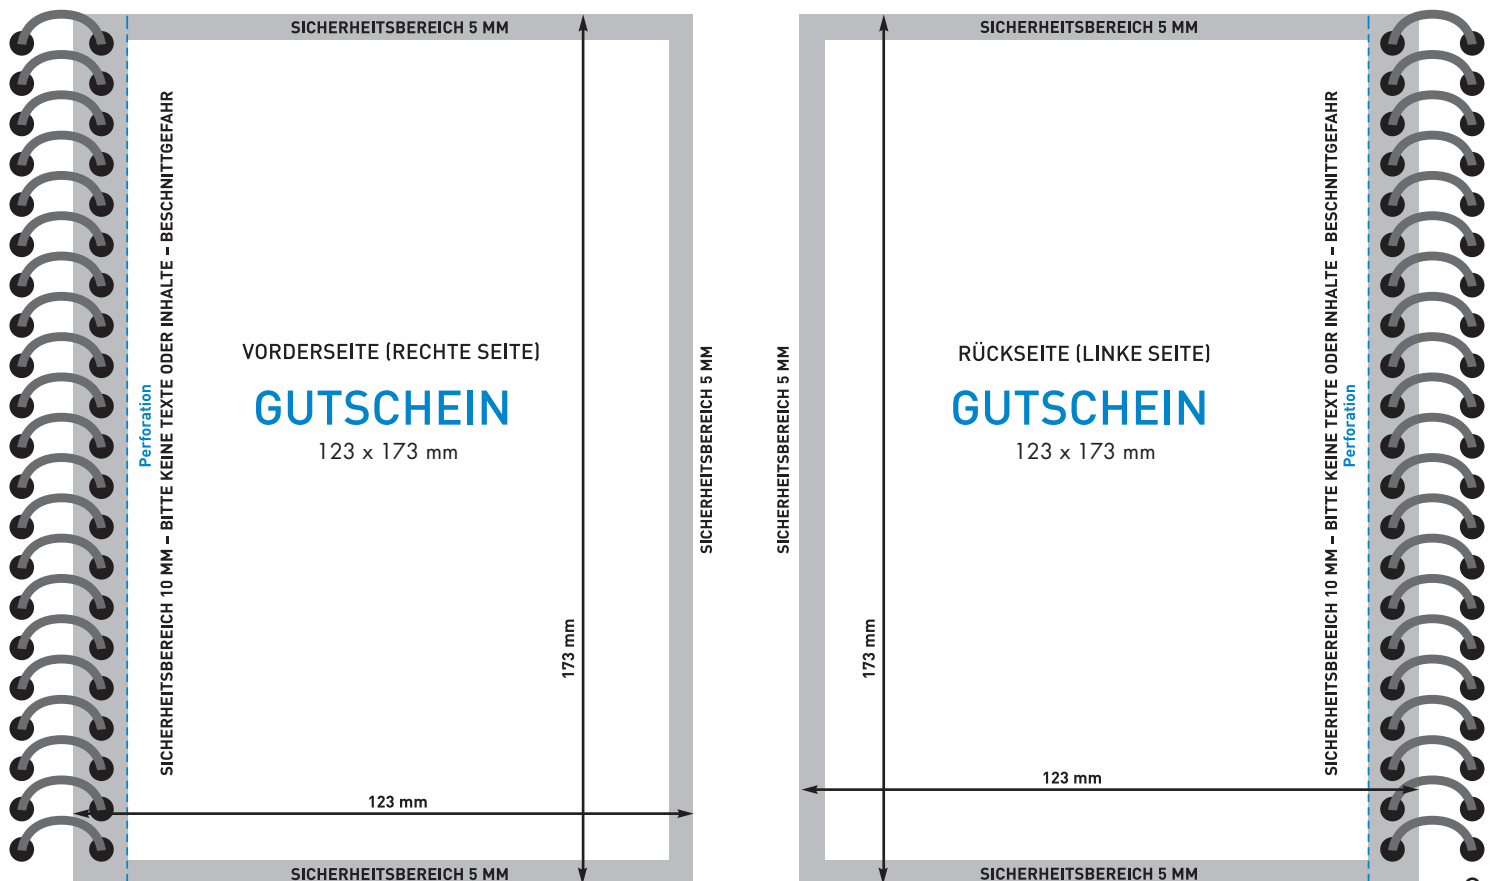 SICHERHEITSBEREICH 5 MM
SICHERHEITSBEREICH 10 MM – BITTE KEINE TEXTE ODER INHALTE – BESCHNITTGEFAHR
Perforation
VORDERSEITE (RECHTE SEITE)
GUTSCHEIN
123 x 173 mm
SICHERHEITSBEREICH 5 MM
173 mm
123 mm
SICHERHEITSBEREICH 5 MM
SICHERHEITSBEREICH 5 MM
SICHERHEITSBEREICH 5 MM
RÜCKSEITE (LINKE SEITE)
GUTSCHEIN
123 x 173 mm
SICHERHEITSBEREICH 10 MM – BITTE KEINE TEXTE ODER INHALTE – BESCHNITTGEFAHR
Perforation
173 mm
123 mm
SICHERHEITSBEREICH 5 MM